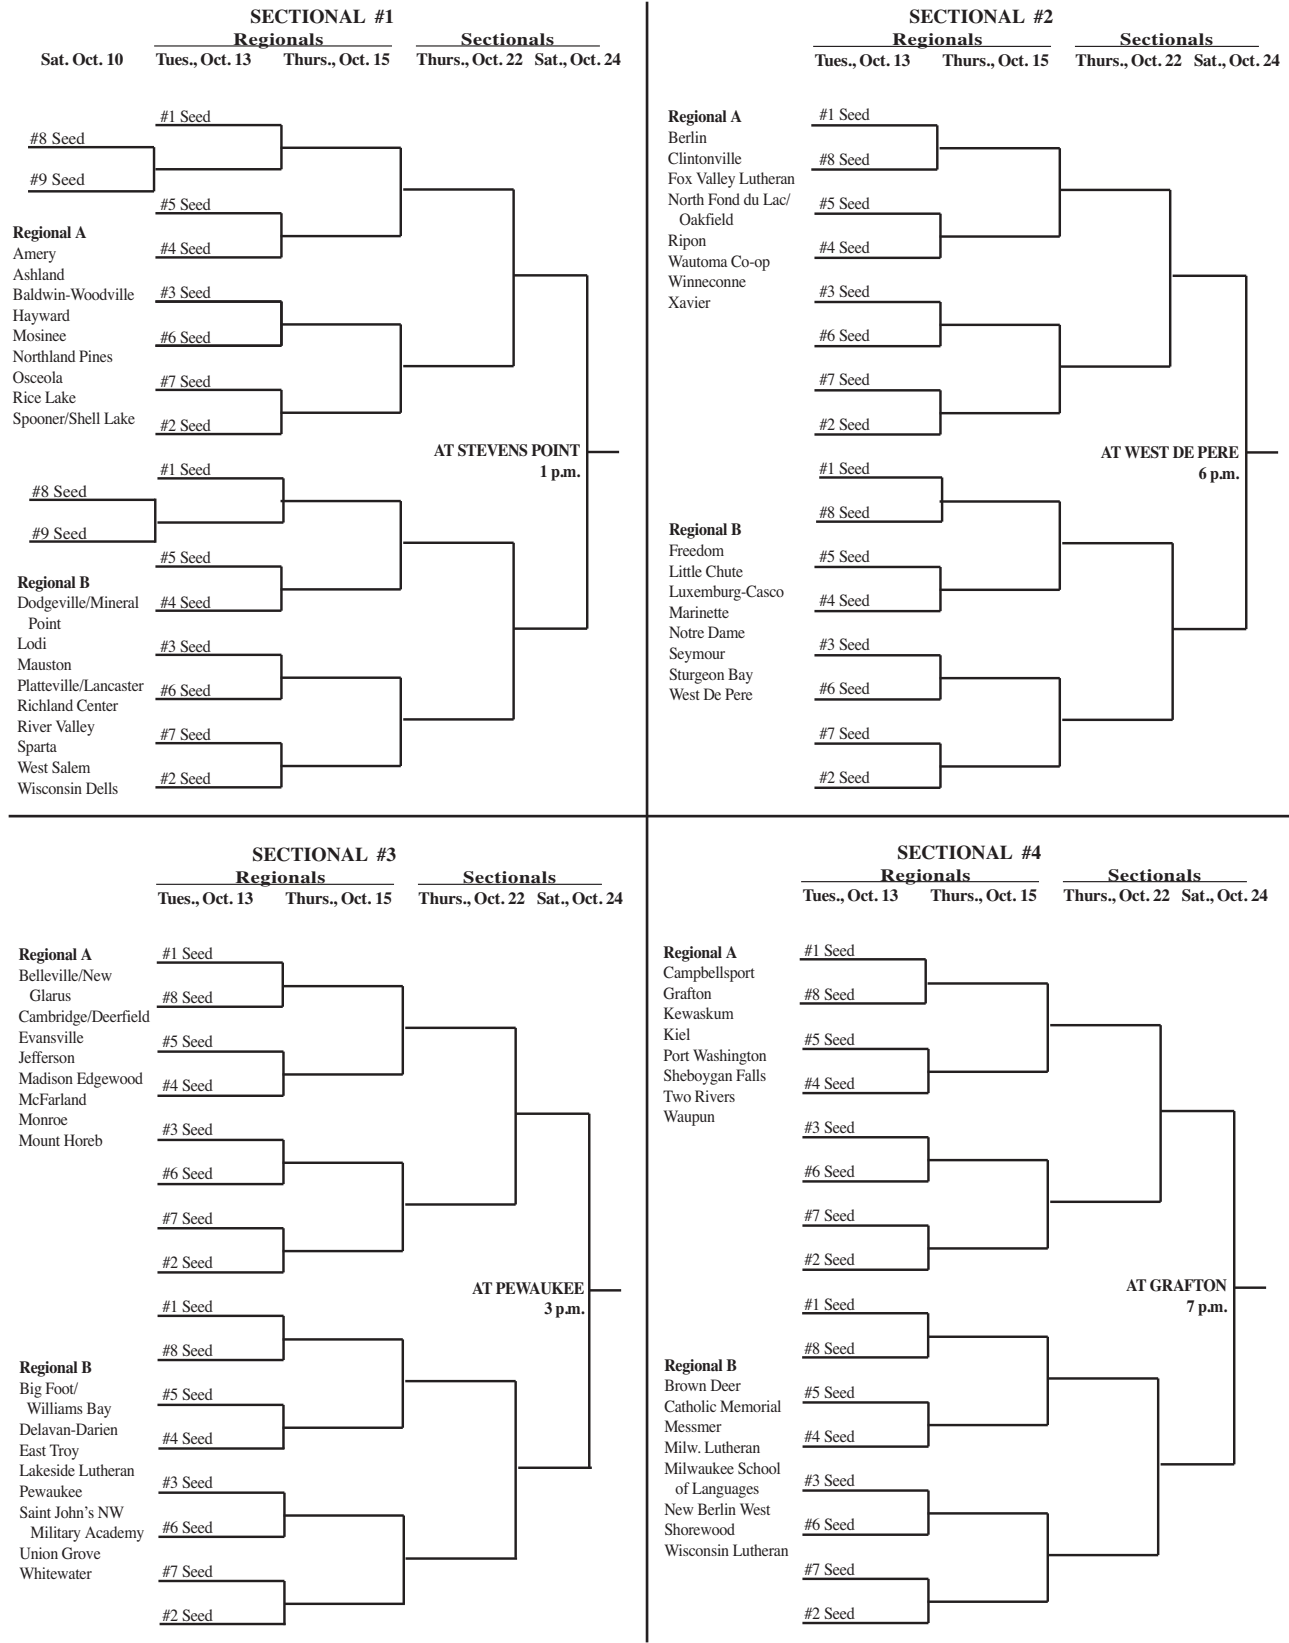 SECTIONAL #1
Regionals
Sectionals
Sat. Oct. 10
Tues., Oct. 13
Thurs., Oct. 15
Thurs., Oct. 22
Sat., Oct. 24
#1 Seed
#8 Seed
#9 Seed
#5 Seed
#4 Seed
#3 Seed
#6 Seed
#7 Seed
#2 Seed
Regional A
Amery
Ashland
Baldwin-Woodville
Hayward
Mosinee
Northland Pines
Osceola
Rice Lake
Spooner/Shell Lake
AT STEVENS POINT
1 p.m.
#1 Seed
#8 Seed
#9 Seed
#5 Seed
#4 Seed
#3 Seed
#6 Seed
#7 Seed
#2 Seed
Regional B
Dodgeville/Mineral
Point
Lodi
Mauston
Platteville/Lancaster
Richland Center
River Valley
Sparta
West Salem
Wisconsin Dells
SECTIONAL #2
Regionals
Sectionals
Tues., Oct. 13
Thurs., Oct. 15
Thurs., Oct. 22
Sat., Oct. 24
Regional A
Berlin
Clintonville
Fox Valley Lutheran
North Fond du Lac/
Oakfield
Ripon
Wautoma Co-op
Winneconne
Xavier
#1 Seed
#8 Seed
#5 Seed
#4 Seed
#3 Seed
#6 Seed
#7 Seed
#2 Seed
AT WEST DE PERE
6 p.m.
#1 Seed
#8 Seed
#5 Seed
#4 Seed
#3 Seed
#6 Seed
#7 Seed
#2 Seed
Regional B
Freedom
Little Chute
Luxemburg-Casco
Marinette
Notre Dame
Seymour
Sturgeon Bay
West De Pere
SECTIONAL #3
Regionals
Sectionals
Tues., Oct. 13
Thurs., Oct. 15
Thurs., Oct. 22
Sat., Oct. 24
Regional A
Belleville/New
Glarus
Cambridge/Deerfield
Evansville
Jefferson
Madison Edgewood
McFarland
Monroe
Mount Horeb
#1 Seed
#8 Seed
#5 Seed
#4 Seed
#3 Seed
#6 Seed
#7 Seed
#2 Seed
AT PEWAUKEE
3 p.m.
#1 Seed
#8 Seed
#5 Seed
#4 Seed
#3 Seed
#6 Seed
#7 Seed
#2 Seed
Regional B
Big Foot/
Williams Bay
Delavan-Darien
East Troy
Lakeside Lutheran
Pewaukee
Saint John's NW
Military Academy
Union Grove
Whitewater
SECTIONAL #4
Regionals
Sectionals
Tues., Oct. 13
Thurs., Oct. 15
Thurs., Oct. 22
Sat., Oct. 24
Regional A
Campbellsport
Grafton
Kewaskum
Kiel
Port Washington
Sheboygan Falls
Two Rivers
Waupun
#1 Seed
#8 Seed
#5 Seed
#4 Seed
#3 Seed
#6 Seed
#7 Seed
#2 Seed
AT GRAFTON
7 p.m.
#1 Seed
#8 Seed
#5 Seed
#4 Seed
#3 Seed
#6 Seed
#7 Seed
#2 Seed
Regional B
Brown Deer
Catholic Memorial
Messmer
Milw. Lutheran
Milwaukee School
of Languages
New Berlin West
Shorewood
Wisconsin Lutheran